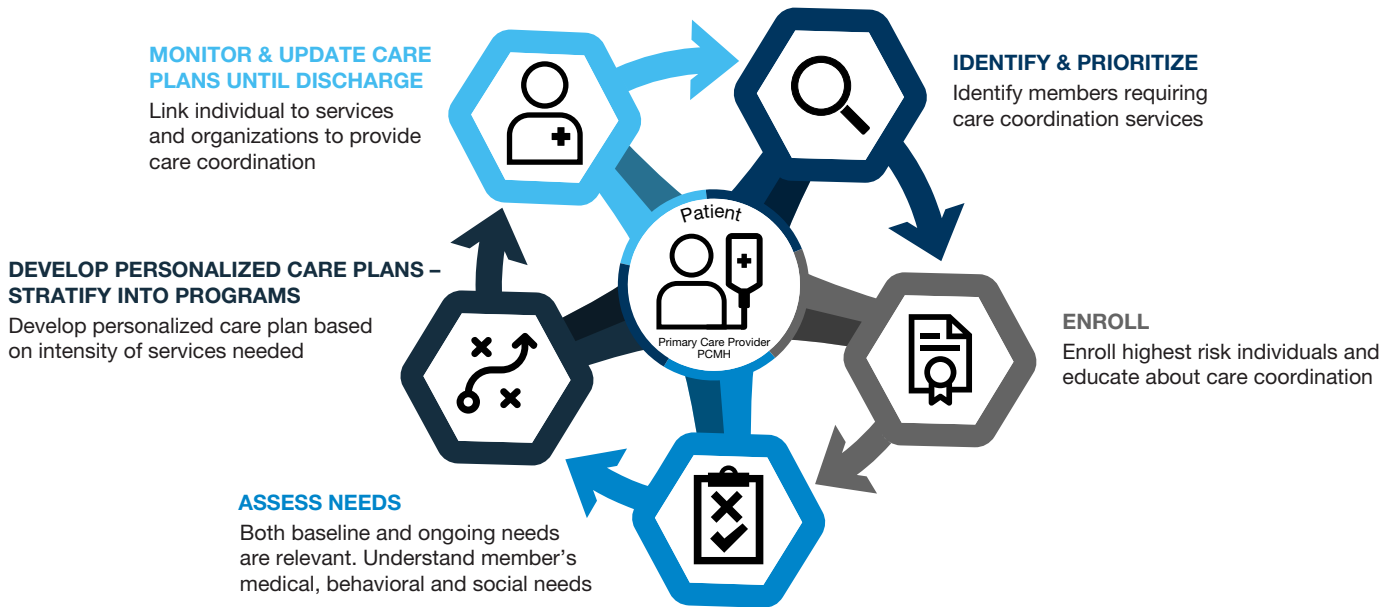 MONITOR & UPDATE CARE
PLANS UNTIL DISCHARGE
Link individual to services
and organizations to provide
care coordination
IDENTIFY & PRIORITIZE
Identify members requiring
care coordination services
Patient
Primary Care Provider
PCMH
DEVELOP PERSONALIZED CARE PLANS –
STRATIFY INTO PROGRAMS
Develop personalized care plan based
on intensity of services needed
ENROLL
Enroll highest risk individuals and
educate about care coordination
ASSESS NEEDS
Both baseline and ongoing needs
are relevant. Understand member’s
medical, behavioral and social needs